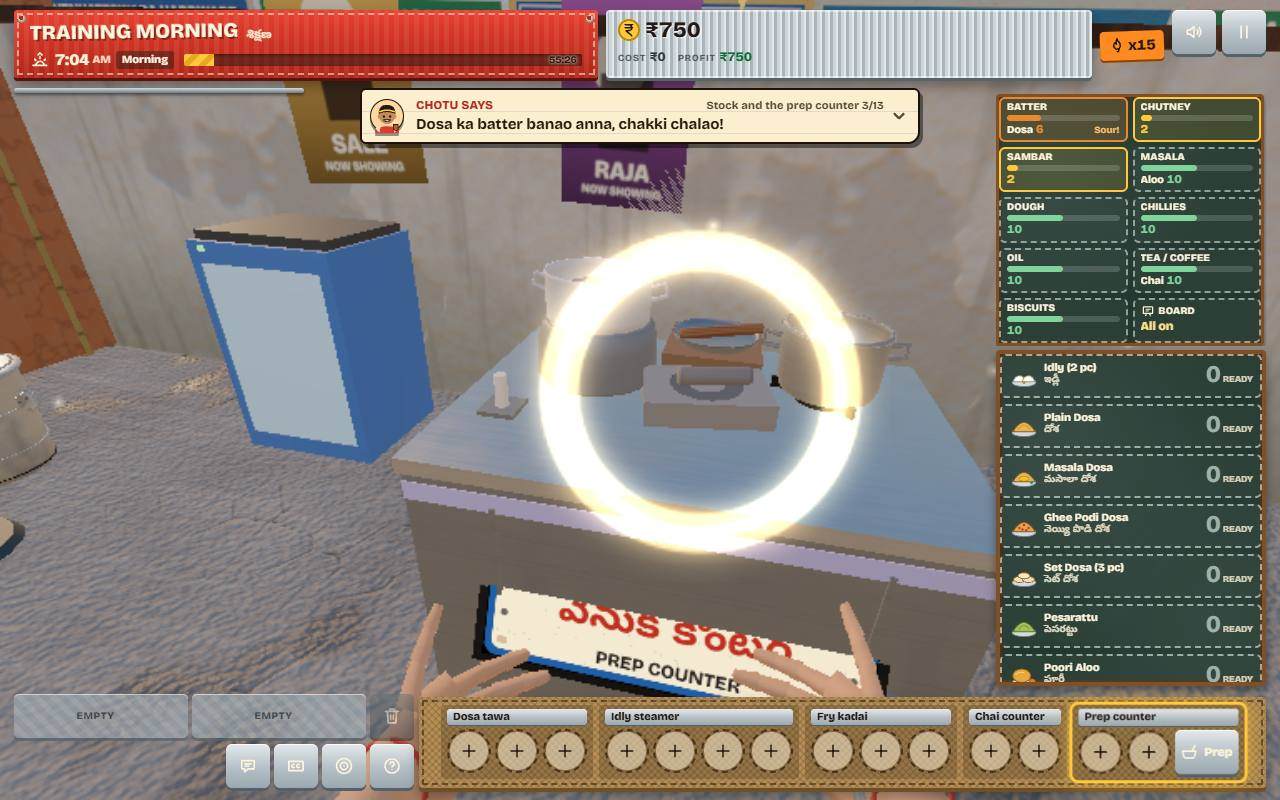 TRAINING MORNING శిక్షణ
7:04 AM Morning 55:26
₹750
COST ₹0 PROFIT ₹750
x15
CHOTU SAYS
Stock and the prep counter 3/13
Dosa ka batter banao anna, chakki chalao!
SALE
NOW SHOWING
RAJA
NOW SHOWING
BATTER
Dosa 6 Sour!
CHUTNEY
2
SAMBAR
2
MASALA
Aloo 10
DOUGH
10
CHILLIES
10
OIL
10
TEA / COFFEE
Chai 10
BISCUITS
10
BOARD
All on
Idly (2 pc)
ఇడ్లీ
0 READY
Plain Dosa
దోశ
0 READY
Masala Dosa
మసాలా దోశ
0 READY
Ghee Podi Dosa
నెయ్యి పొడి దోశ
0 READY
Set Dosa (3 pc)
సెట్ దోశ
0 READY
Pesarattu
పెసరట్టు
0 READY
Poori Aloo
పూరీ
0 READY
వెనుక కౌంటర్
PREP COUNTER
EMPTY
EMPTY
CC
Dosa tawa
Idly steamer
Fry kadai
Chai counter
Prep counter
Prep